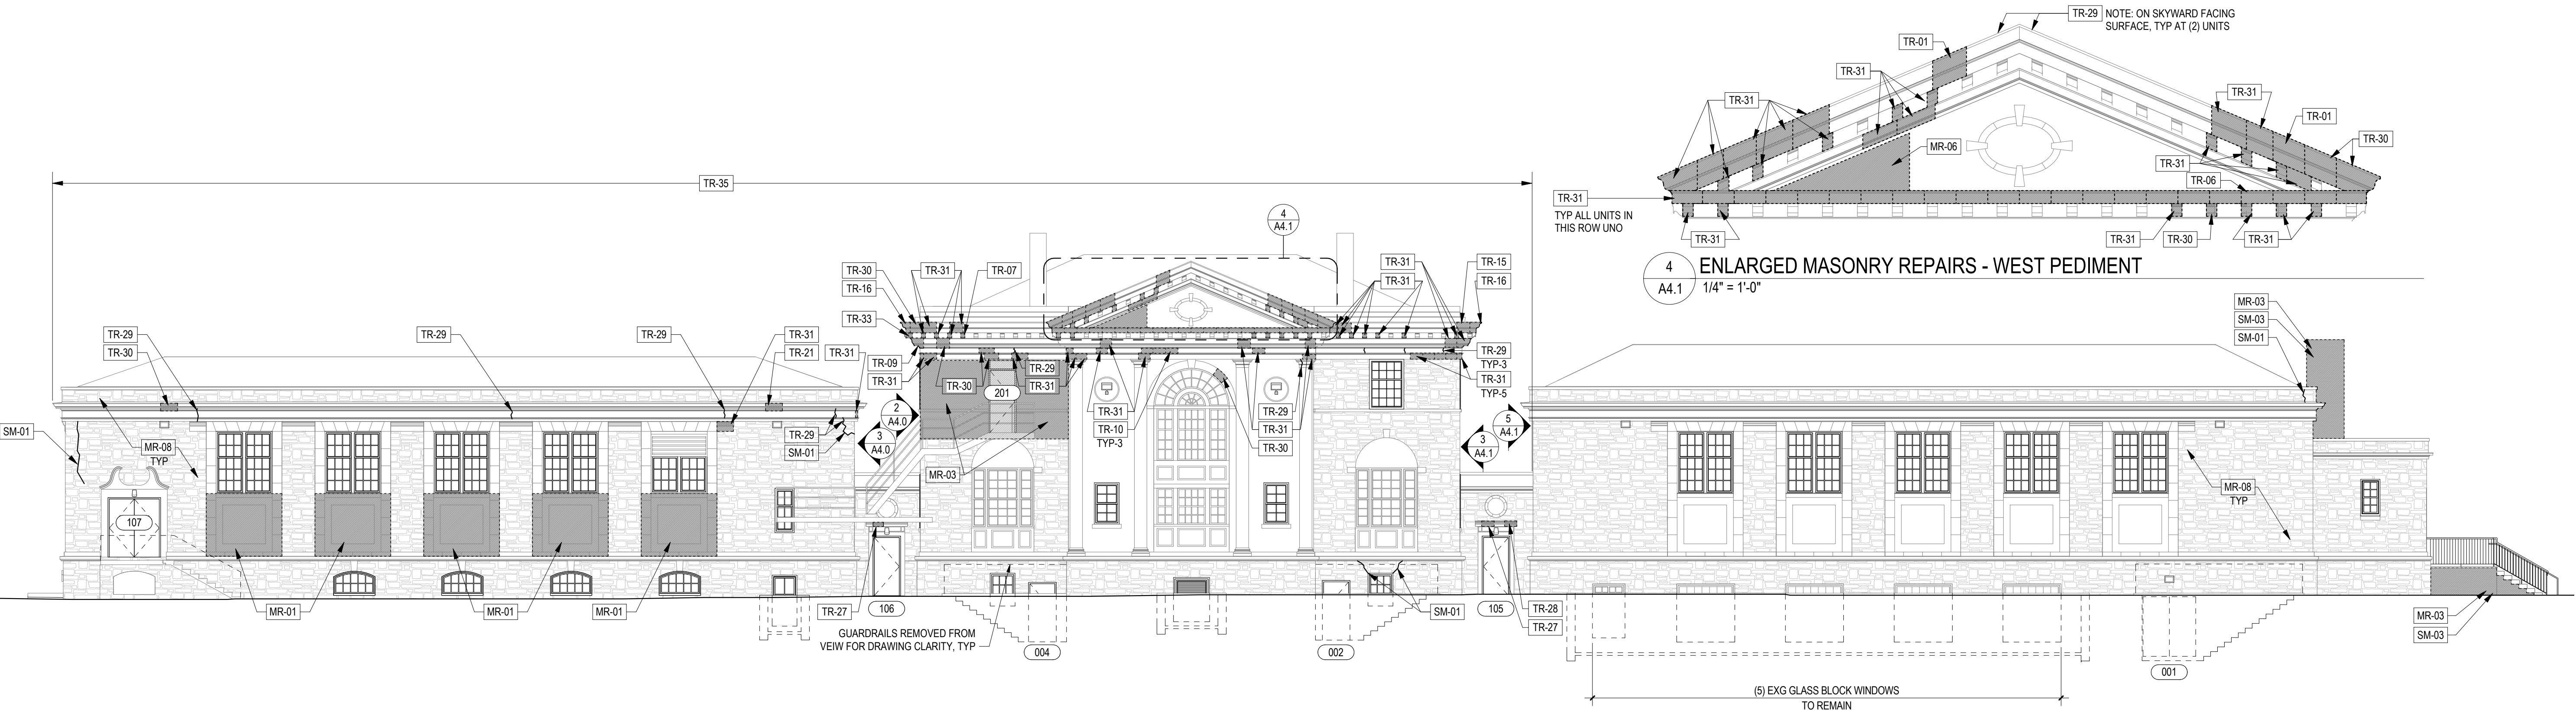 TR-29 NOTE: ON SKYWARD FACING
SURFACE, TYP AT (2) UNITS
TR-01
TR-31
TR-31
TR-31
TR-01
TR-30
MR-06
TR-31
TR-06
TR-31
TYP ALL UNITS IN
THIS ROW UNO
TR-31
TR-31
TR-30
TR-31
4
A4.1
ENLARGED MASONRY REPAIRS - WEST PEDIMENT
1/4" = 1'-0"
TR-35
4
A4.1
TR-30
TR-31
TR-07
TR-16
TR-33
TR-31
TR-15
TR-31
TR-16
MR-03
SM-03
SM-01
TR-29
TR-30
TR-29
TR-29
TR-31
TR-21
TR-31
TR-09
TR-31
TR-30
TR-29
TR-31
201
TR-29
TYP-3
TR-31
TYP-5
2
A4.0
3
A4.0
TR-31
TR-10
TYP-3
TR-29
TR-31
TR-30
5
A4.1
3
A4.1
SM-01
MR-08
TYP
TR-29
SM-01
MR-03
MR-08
TYP
107
MR-01
MR-01
MR-01
TR-27
106
GUARDRAILS REMOVED FROM
VEIW FOR DRAWING CLARITY, TYP
004
002
SM-01
105
TR-28
TR-27
MR-03
SM-03
001
(5) EXG GLASS BLOCK WINDOWS
TO REMAIN